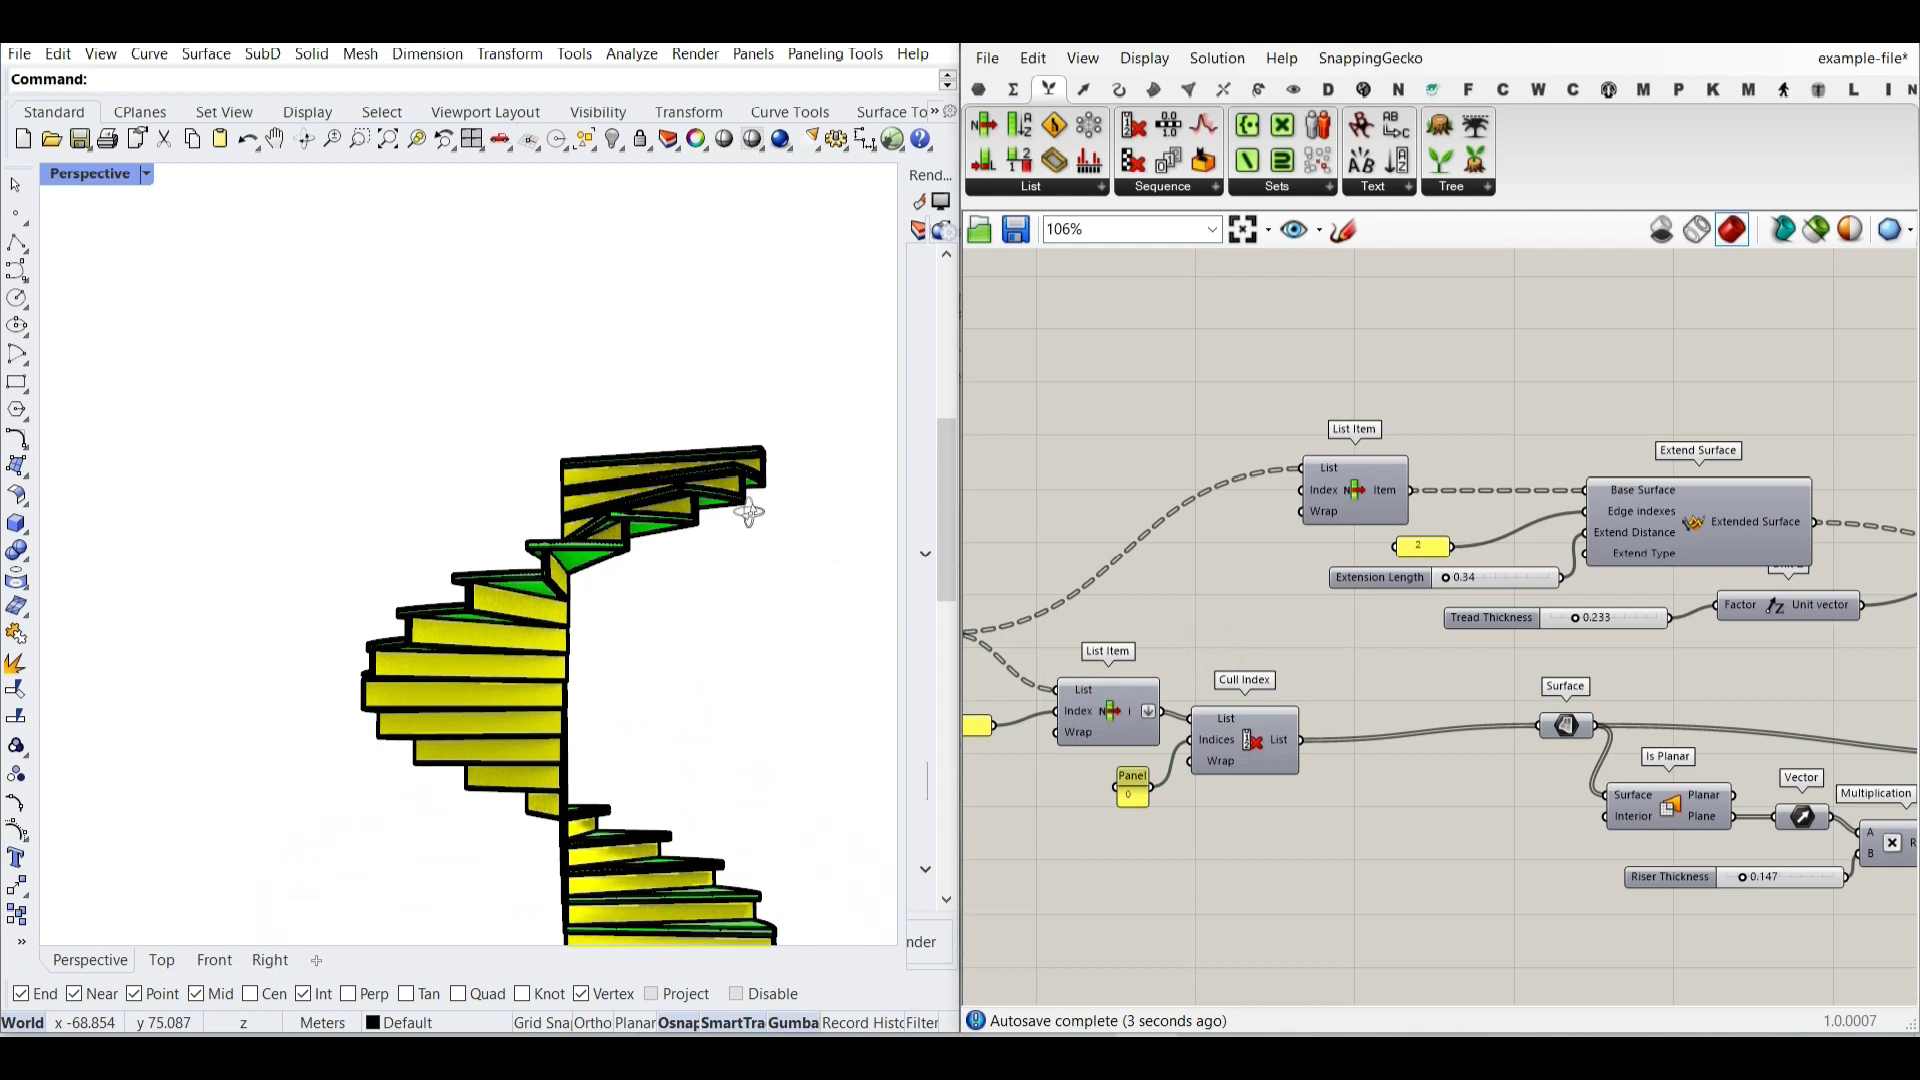 File Edit View Curve Surface SubD Solid Mesh Dimension Transform Tools Analyze Render Panels Paneling Tools Help
Command:
Standard CPlanes Set View Display Select Viewport Layout Visibility Transform Curve Tools Surface To
Perspective
Rend...
nder
Perspective Top Front Right
End Near Point Mid Cen Int Perp Tan Quad Knot Vertex Project Disable
World x -68.854 y 75.087 z Meters Default Grid Sna Ortho Planar Osnap SmartTra Gumba Record Histo Filter
File Edit View Display Solution Help SnappingGecko example-file*
D N F C W C M P K M L I N
List Sequence Sets Text Tree
106%
List Item
List
Index Item
Wrap
Extend Surface
Base Surface
Edge indexes Extended Surface
Extend Distance
Extend Type
2
Extension Length 0.34
Tread Thickness 0.233
Factor Unit vector
List Item
List
Index i
Wrap
Cull Index
List
Indices List
Wrap
Panel
0
Surface
Is Planar
Surface Planar
Interior Plane
Vector
Multiplication
A
B R
Riser Thickness 0.147
Autosave complete (3 seconds ago) 1.0.0007